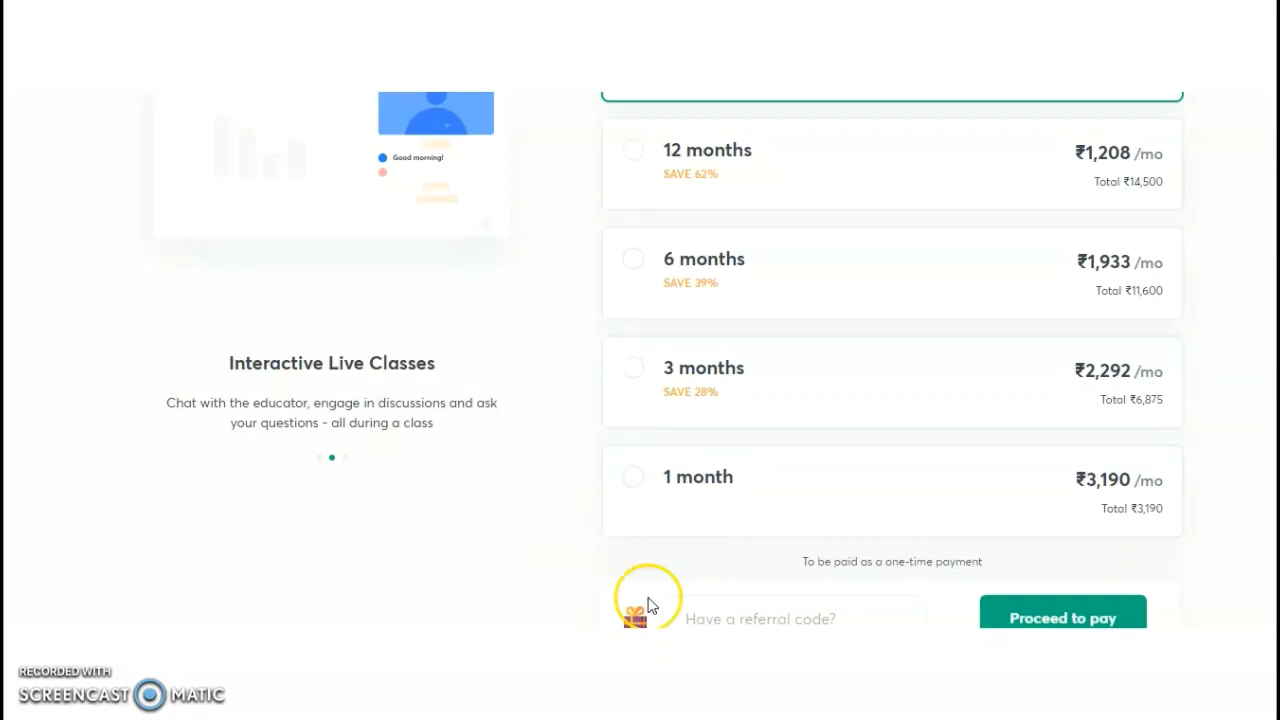 Good morning!
Interactive Live Classes
Chat with the educator, engage in discussions and ask
your questions - all during a class
12 months
SAVE 62%
₹1,208 /mo
Total ₹14,500
6 months
SAVE 39%
₹1,933 /mo
Total ₹11,600
3 months
SAVE 28%
₹2,292 /mo
Total ₹6,875
1 month
₹3,190 /mo
Total ₹3,190
To be paid as a one-time payment
Have a referral code?
Proceed to pay
RECORDED WITH
SCREENCAST MATIC